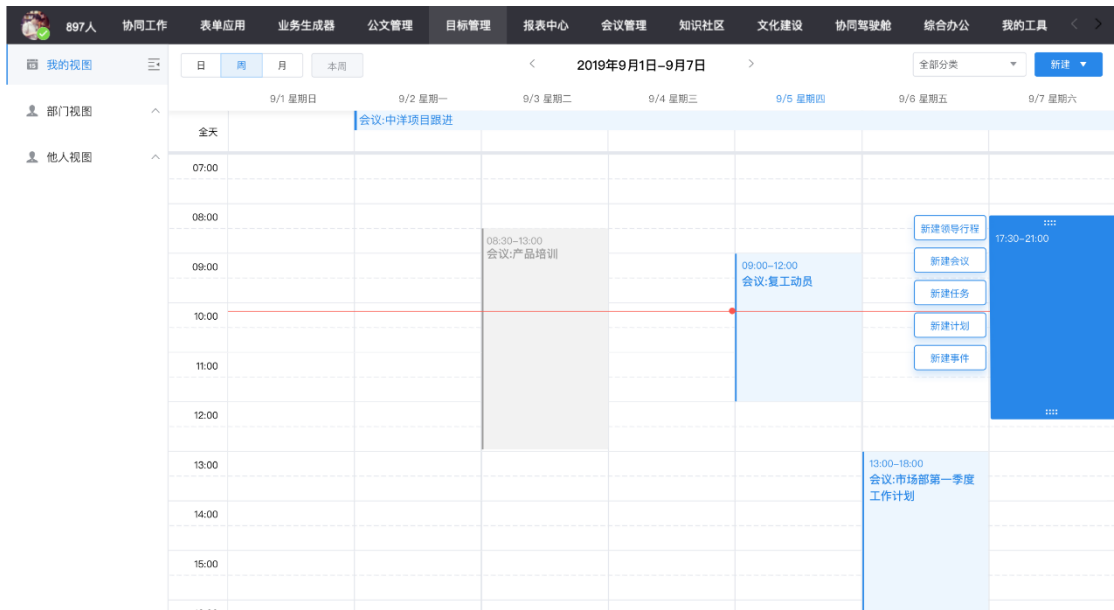 897人 协同工作 表单应用 业务生成器 公文管理 目标管理 报表中心 会议管理 知识社区 文化建设 协同驾驶舱 综合办公 我的工具
我的视图
日 周 月 本周 2019年9月1日-9月7日 全部分类 新建
9/1 星期日 9/2 星期一 9/3 星期二 9/4 星期三 9/5 星期四 9/6 星期五 9/7 星期六
部门视图
会议:中洋项目跟进
全天
他人视图
07:00
08:00
新建领导行程
17:30-21:00
08:30-13:00
会议:产品培训
新建会议
09:00
09:00-12:00
会议:复工动员
新建任务
10:00
新建计划
新建事件
11:00
12:00
13:00
13:00-18:00
会议:市场部第一季度
工作计划
14:00
15:00